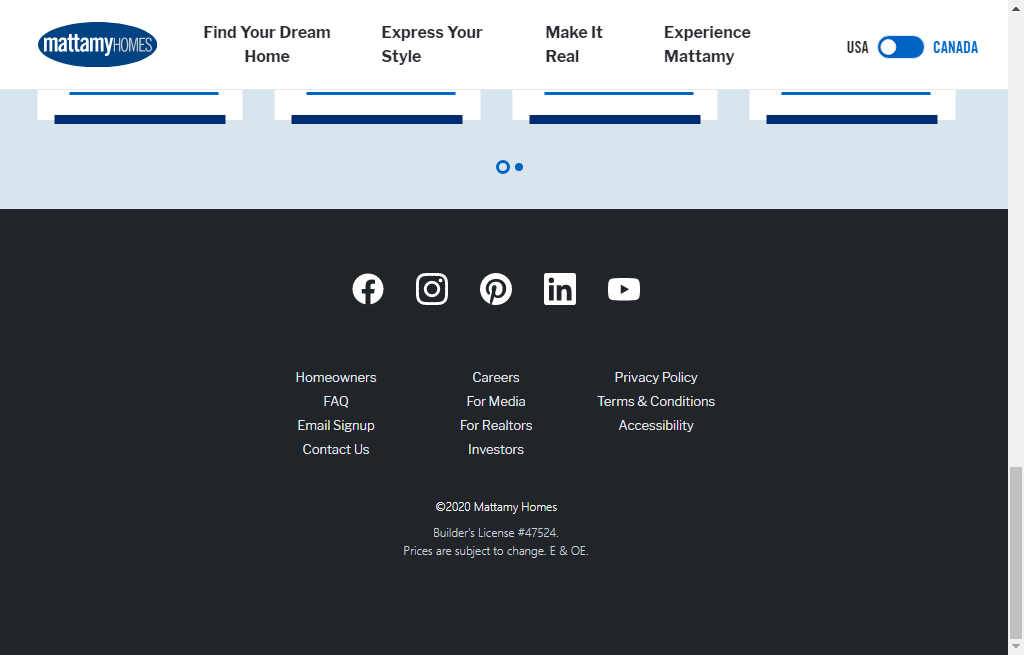 mattamyHOMES
Find Your Dream
Home
Express Your
Style
Make It
Real
Experience
Mattamy
USA
CANADA
Homeowners
FAQ
Email Signup
Contact Us
Careers
For Media
For Realtors
Investors
Privacy Policy
Terms & Conditions
Accessibility
©2020 Mattamy Homes
Builder's License #47524.
Prices are subject to change. E & OE.